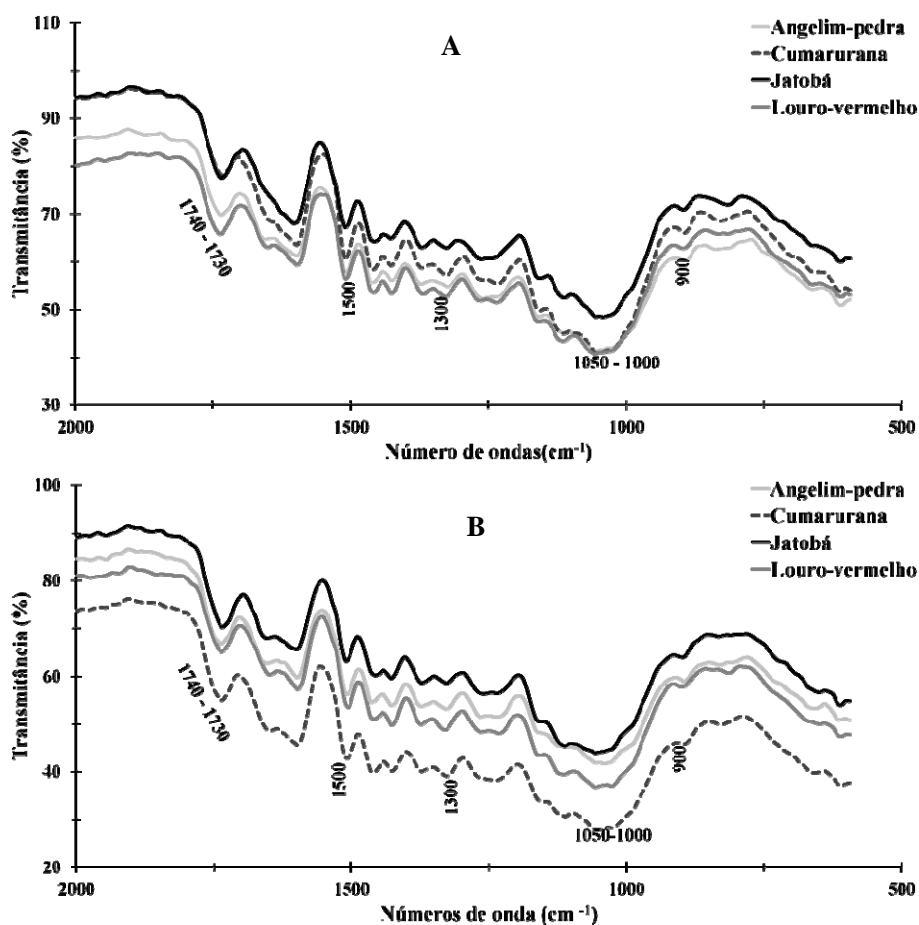 110
A
Angelim-pedra
Cumarurana
Jatobá
Louro-vermelho
90
Transmitância (%)
70
1740 - 1730
50
1500
1300
1050 - 1000
900
30
2000
1500
1000
500
Número de ondas(cm⁻¹)
100
B
Angelim-pedra
Cumarurana
Jatobá
Louro-vermelho
80
Transmitância (%)
60
1740 - 1730
40
1500
1300
1050-1000
900
20
2000
1500
1000
500
Números de onda (cm ⁻¹)